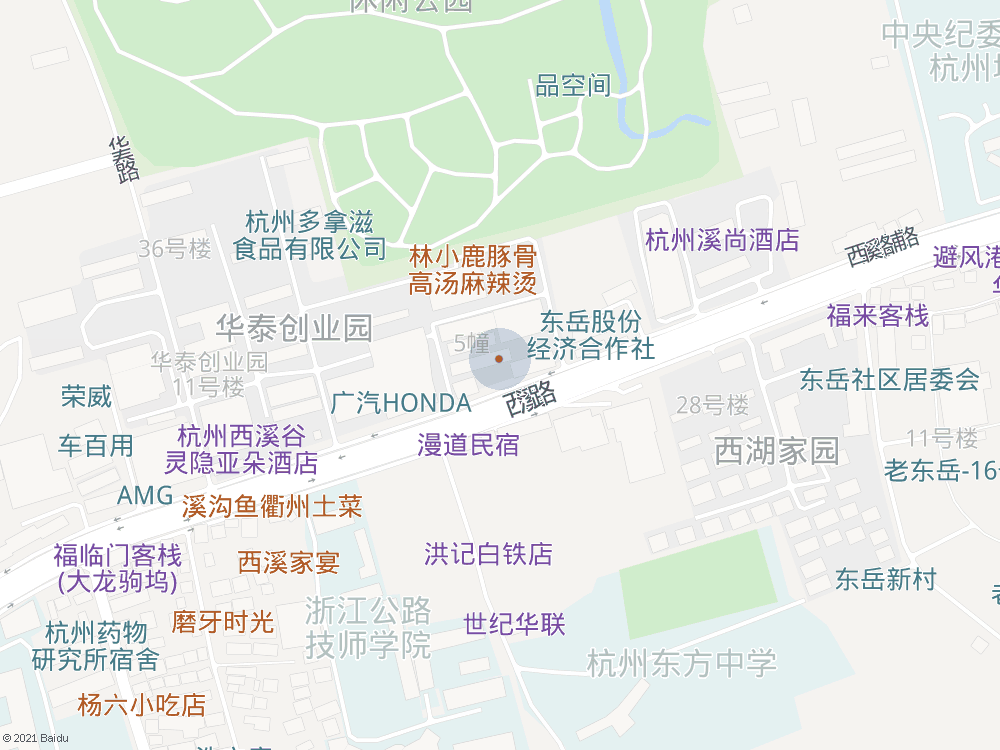 休闲公园
中央纪委
杭州培
品空间
华泰路
杭州多拿滋
食品有限公司
36号楼
林小鹿豚骨
高汤麻辣烫
杭州溪尚酒店
西溪路辅路
避风港
华泰创业园
5幢
东岳股份
经济合作社
福来客栈
华泰创业园
11号楼
东岳社区居委会
荣威
广汽HONDA
西溪路
28号楼
车百用
杭州西溪谷
灵隐亚朵酒店
漫道民宿
西湖家园
11号楼
老东岳-16
AMG
溪沟鱼衢州土菜
福临门客栈
(大龙驹坞)
西溪家宴
洪记白铁店
东岳新村
老
浙江公路
技师学院
磨牙时光
世纪华联
杭州药物
研究所宿舍
杭州东方中学
杨六小吃店
© 2021 Baidu